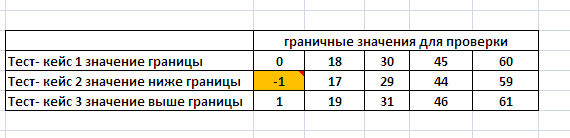 граничные значения для проверки
Тест- кейс 1 значение границы 0 18 30 45 60
Тест- кейс 2 значение ниже границы -1 17 29 44 59
Тест- кейс 3 значение выше границы 1 19 31 46 61